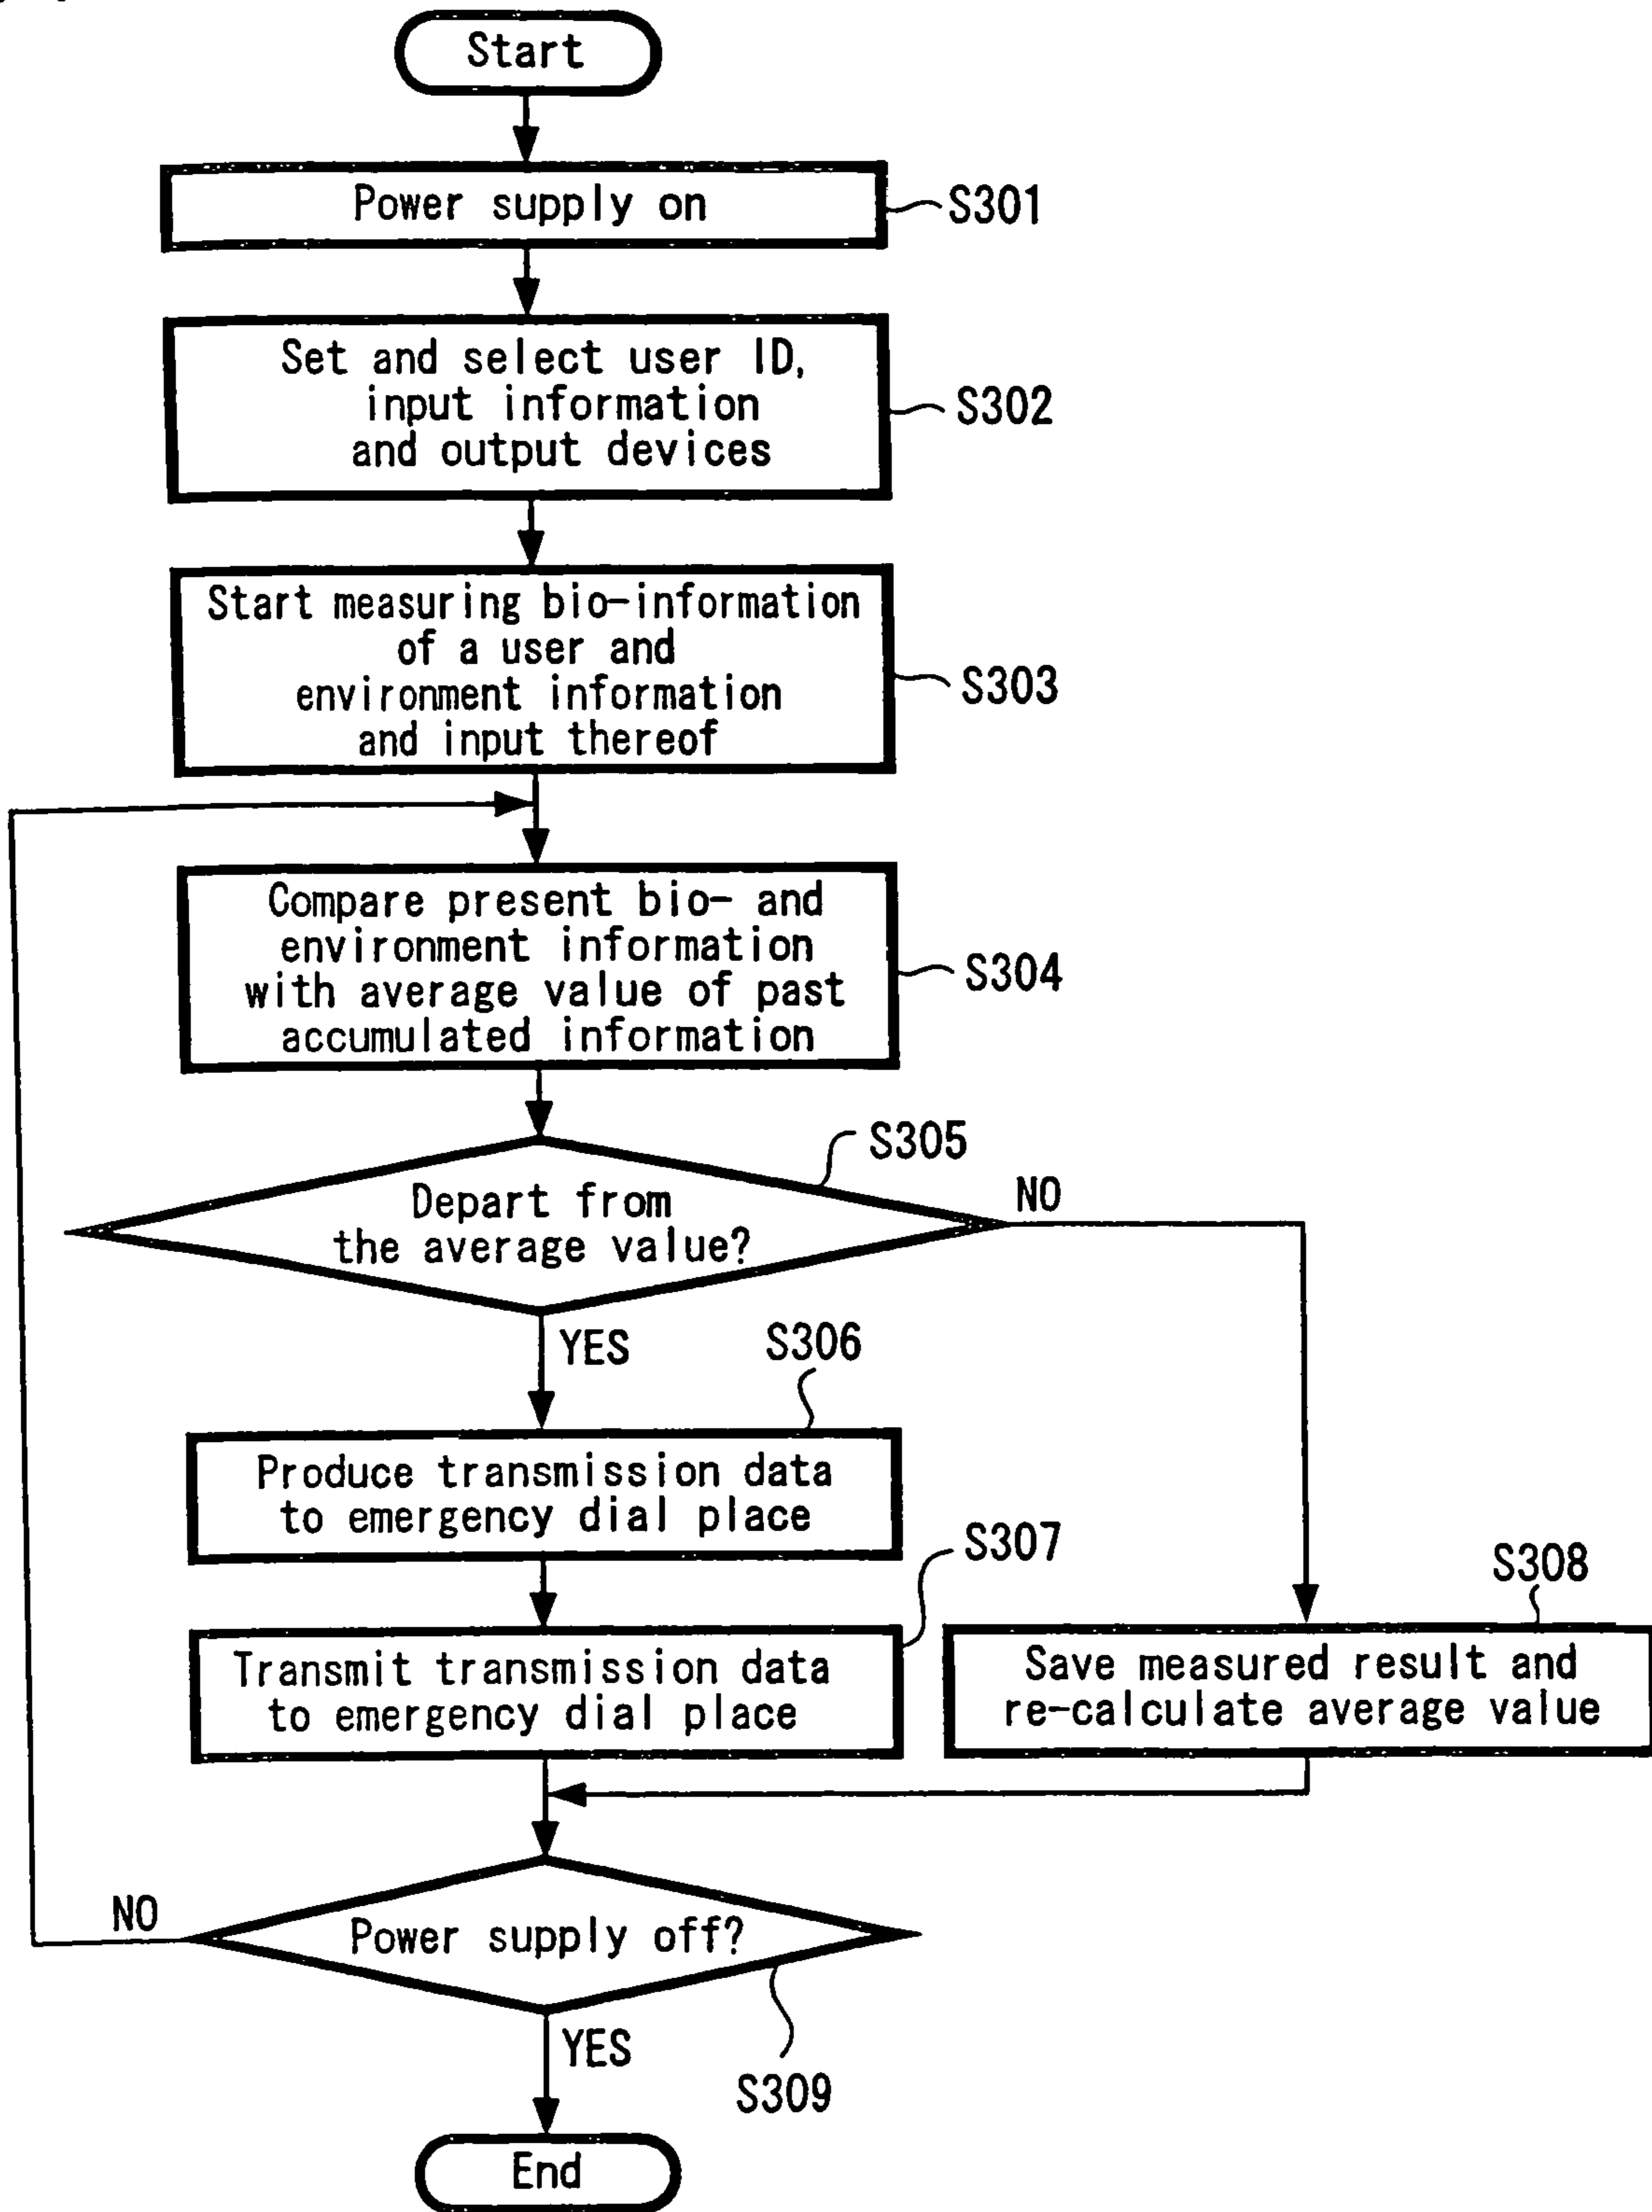 Start
Power supply on
S301
Set and select user ID,
input information
and output devices
S302
Start measuring bio-information
of a user and
environment information
and input thereof
S303
Compare present bio- and
environment information
with average value of past
accumulated information
S304
S305
Depart from
the average value?
NO
YES
S306
Produce transmission data
to emergency dial place
S307
Transmit transmission data
to emergency dial place
S308
Save measured result and
re-calculate average value
NO
Power supply off?
YES
S309
End